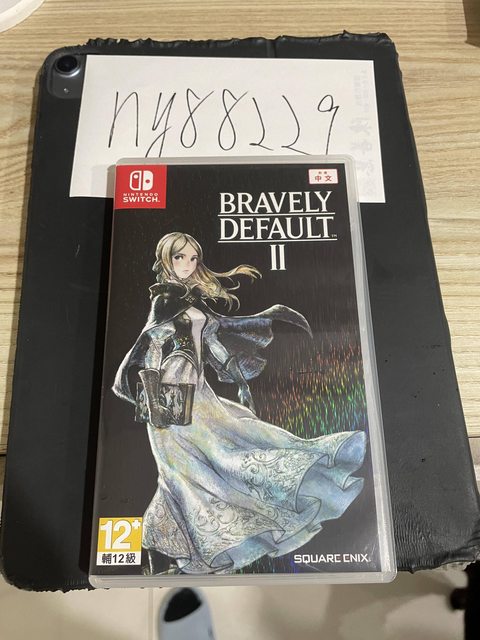 ny88229
NINTENDO
SWITCH
中文
BRAVELY
DEFAULT
II
12+
輔12級
SQUARE ENIX